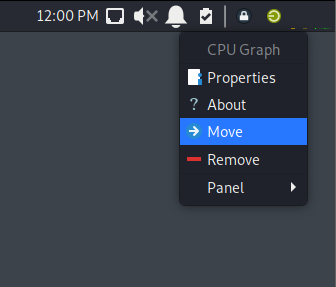 12:00 PM
CPU Graph
Properties
About
Move
Remove
Panel